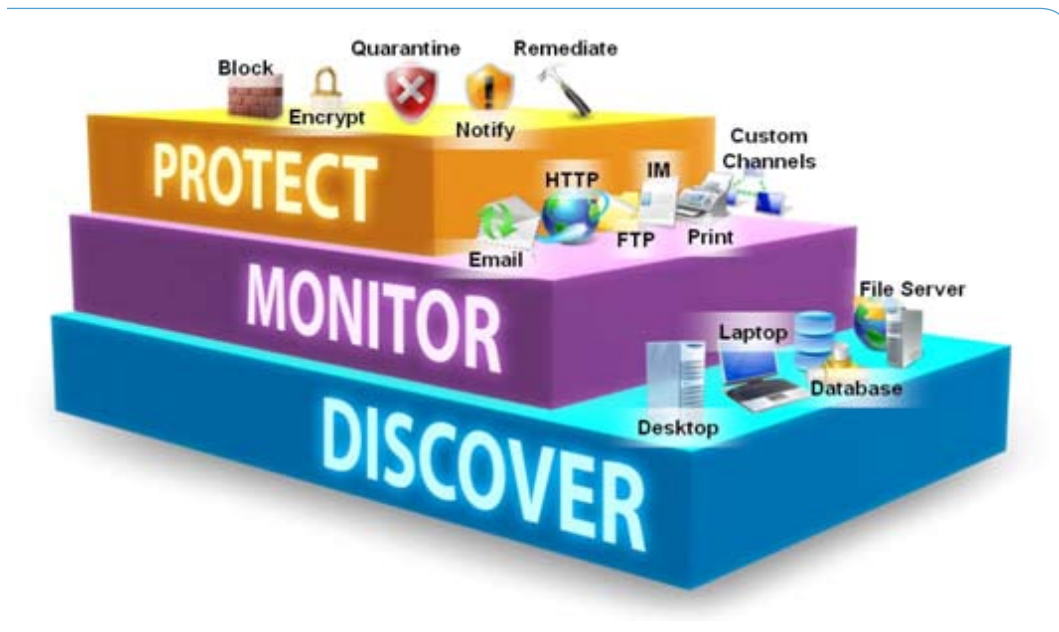 Quarantine
Remediate
Block
Encrypt
Notify
PROTECT
Custom
Channels
IM
HTTP
FTP
Print
Email
MONITOR
File Server
Laptop
Database
Desktop
DISCOVER